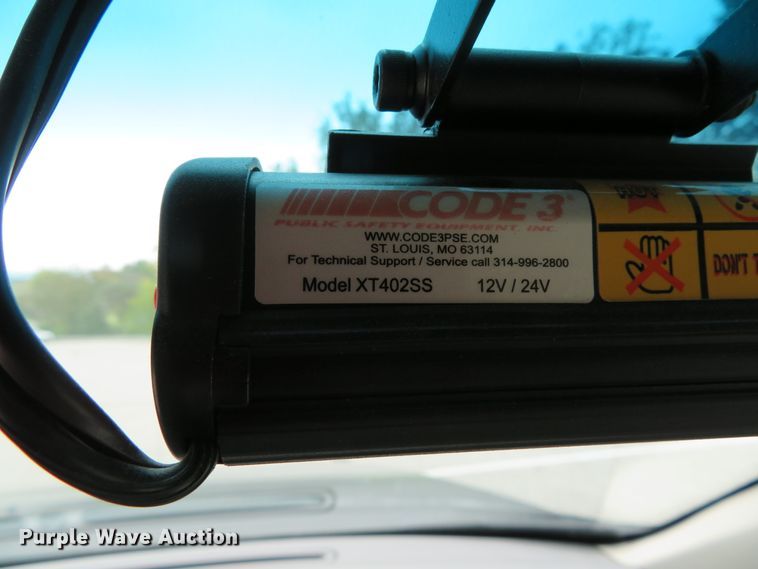 CODE 3®
PUBLIC SAFETY EQUIPMENT, INC.
WWW.CODE3PSE.COM
ST. LOUIS, MO 63114
For Technical Support / Service call 314-996-2800
Model XT402SS 12V / 24V
HOT
DON'T
Purple Wave Auction